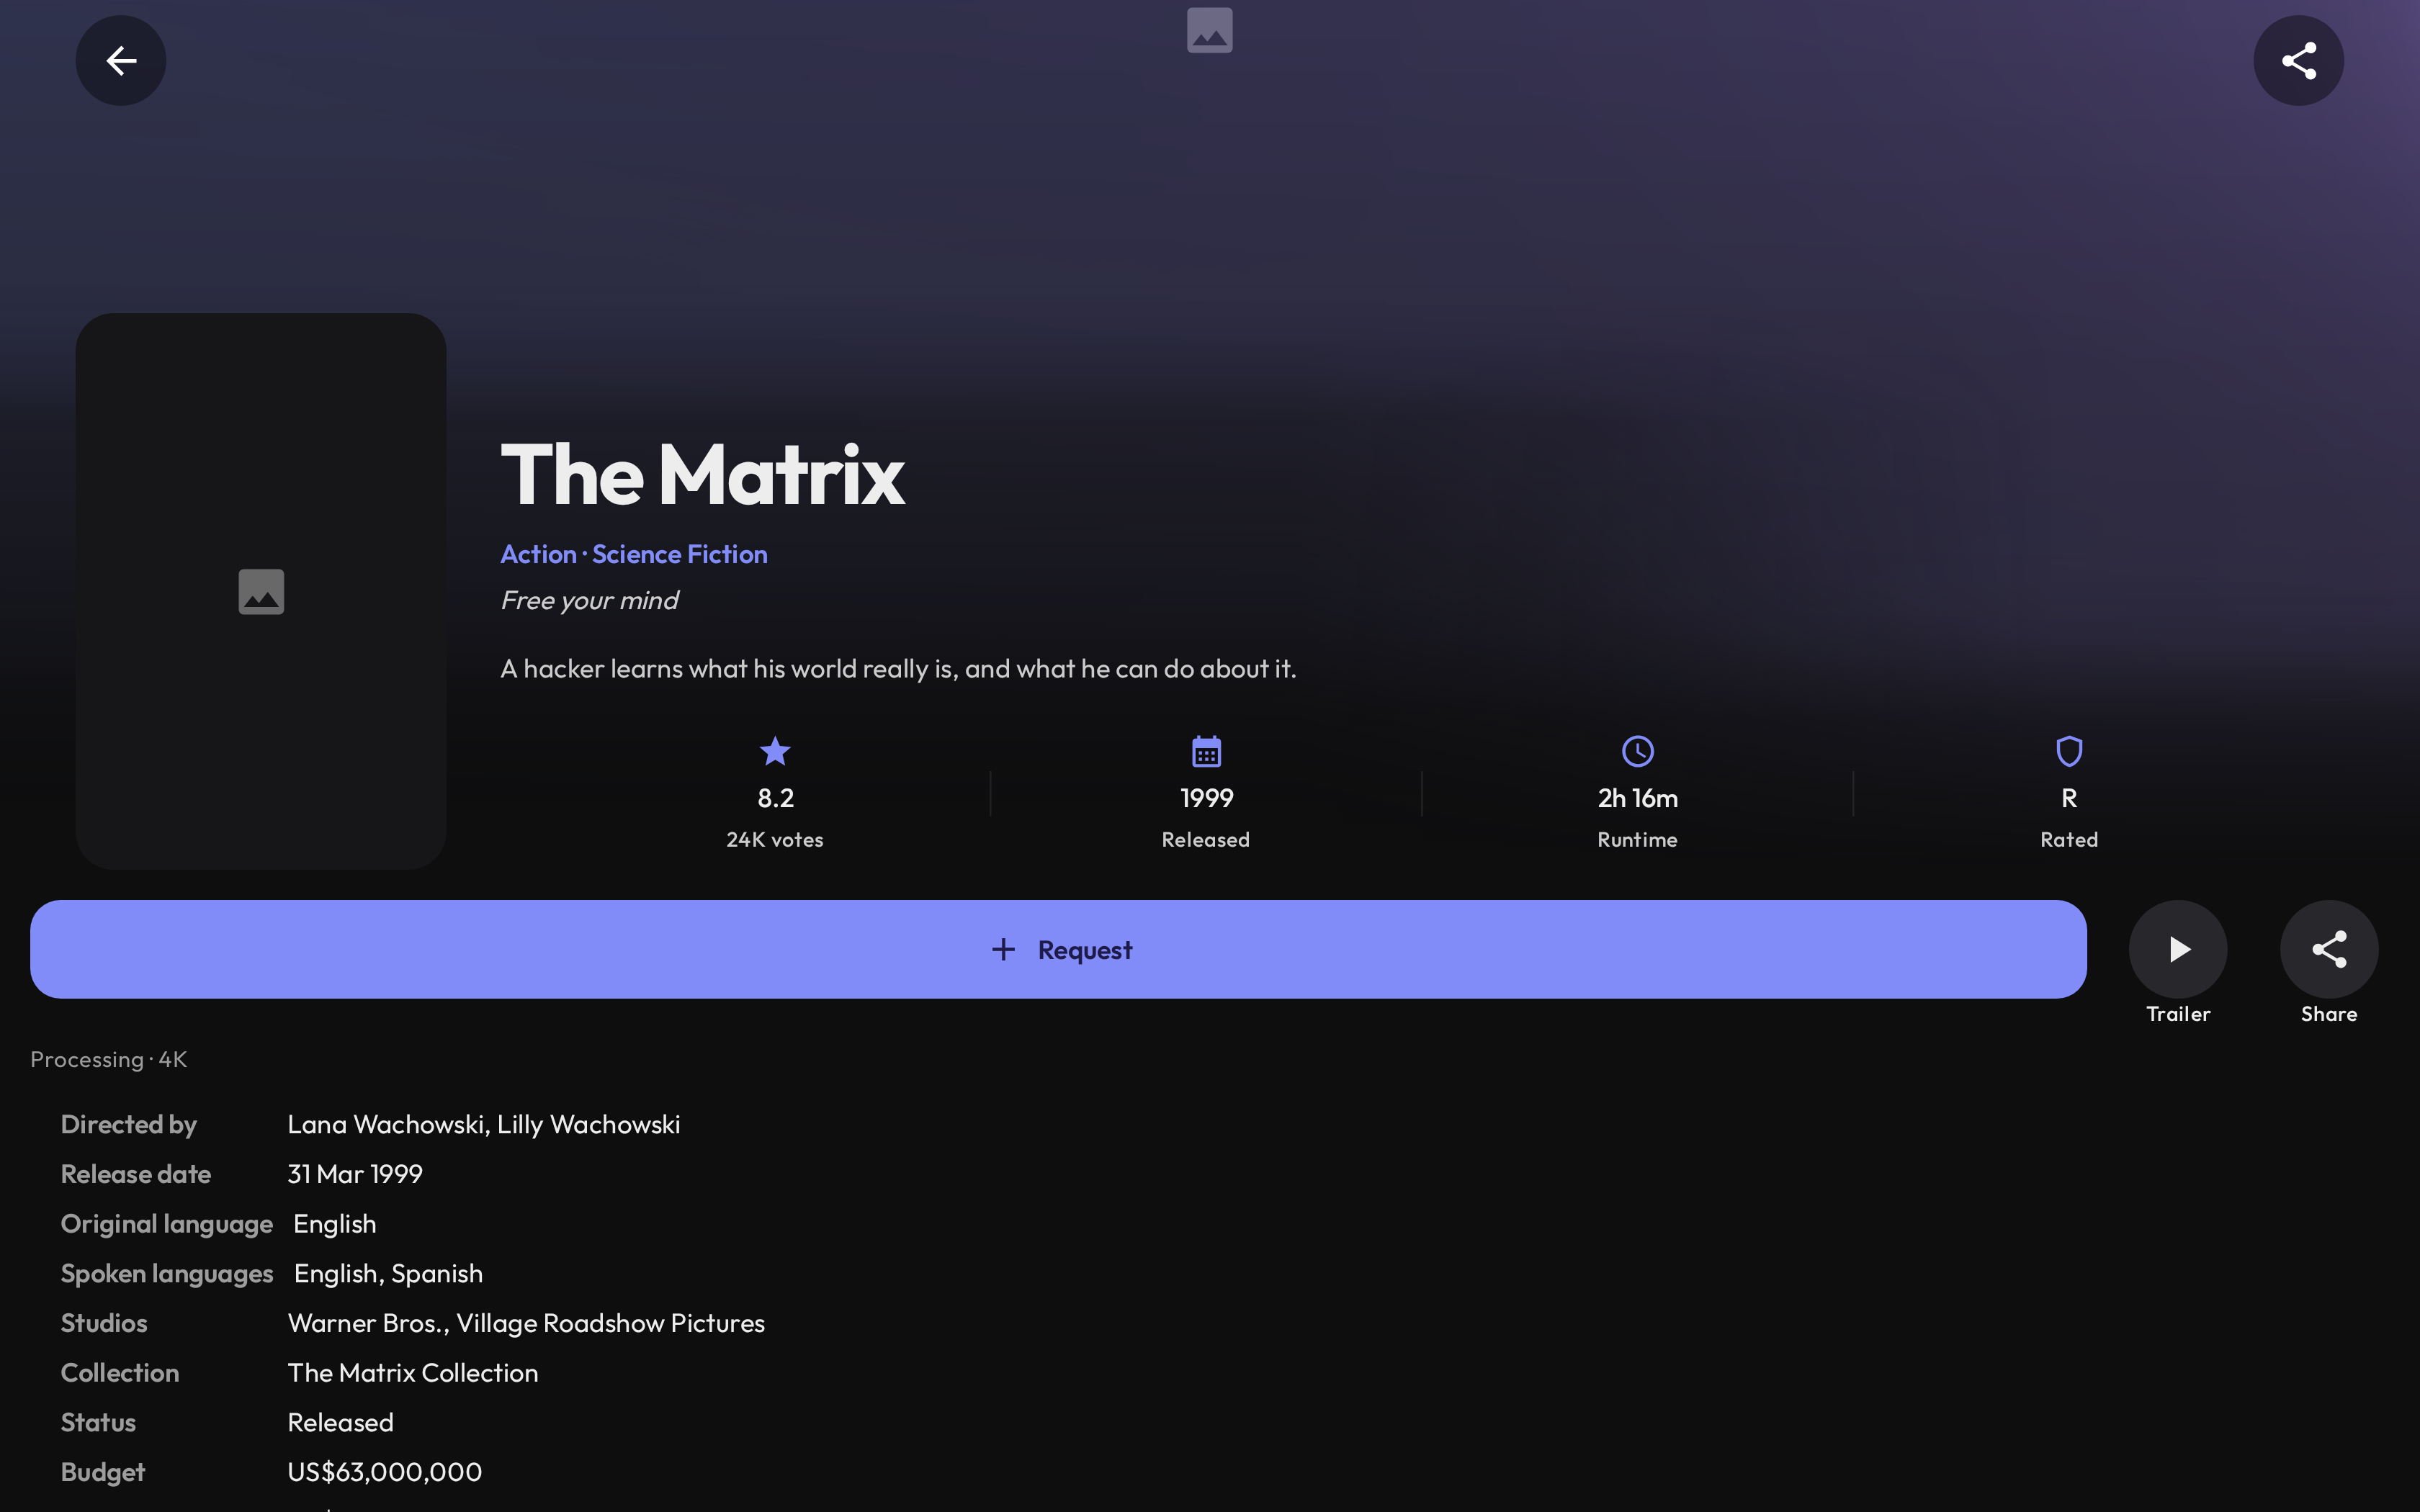 The Matrix
Action · Science Fiction
Free your mind
A hacker learns what his world really is, and what he can do about it.
8.2 1999 2h 16m R
24K votes Released Runtime Rated
Request
Trailer Share
Processing · 4K
Directed by Lana Wachowski, Lilly Wachowski
Release date 31 Mar 1999
Original language English
Spoken languages English, Spanish
Studios Warner Bros., Village Roadshow Pictures
Collection The Matrix Collection
Status Released
Budget US$63,000,000